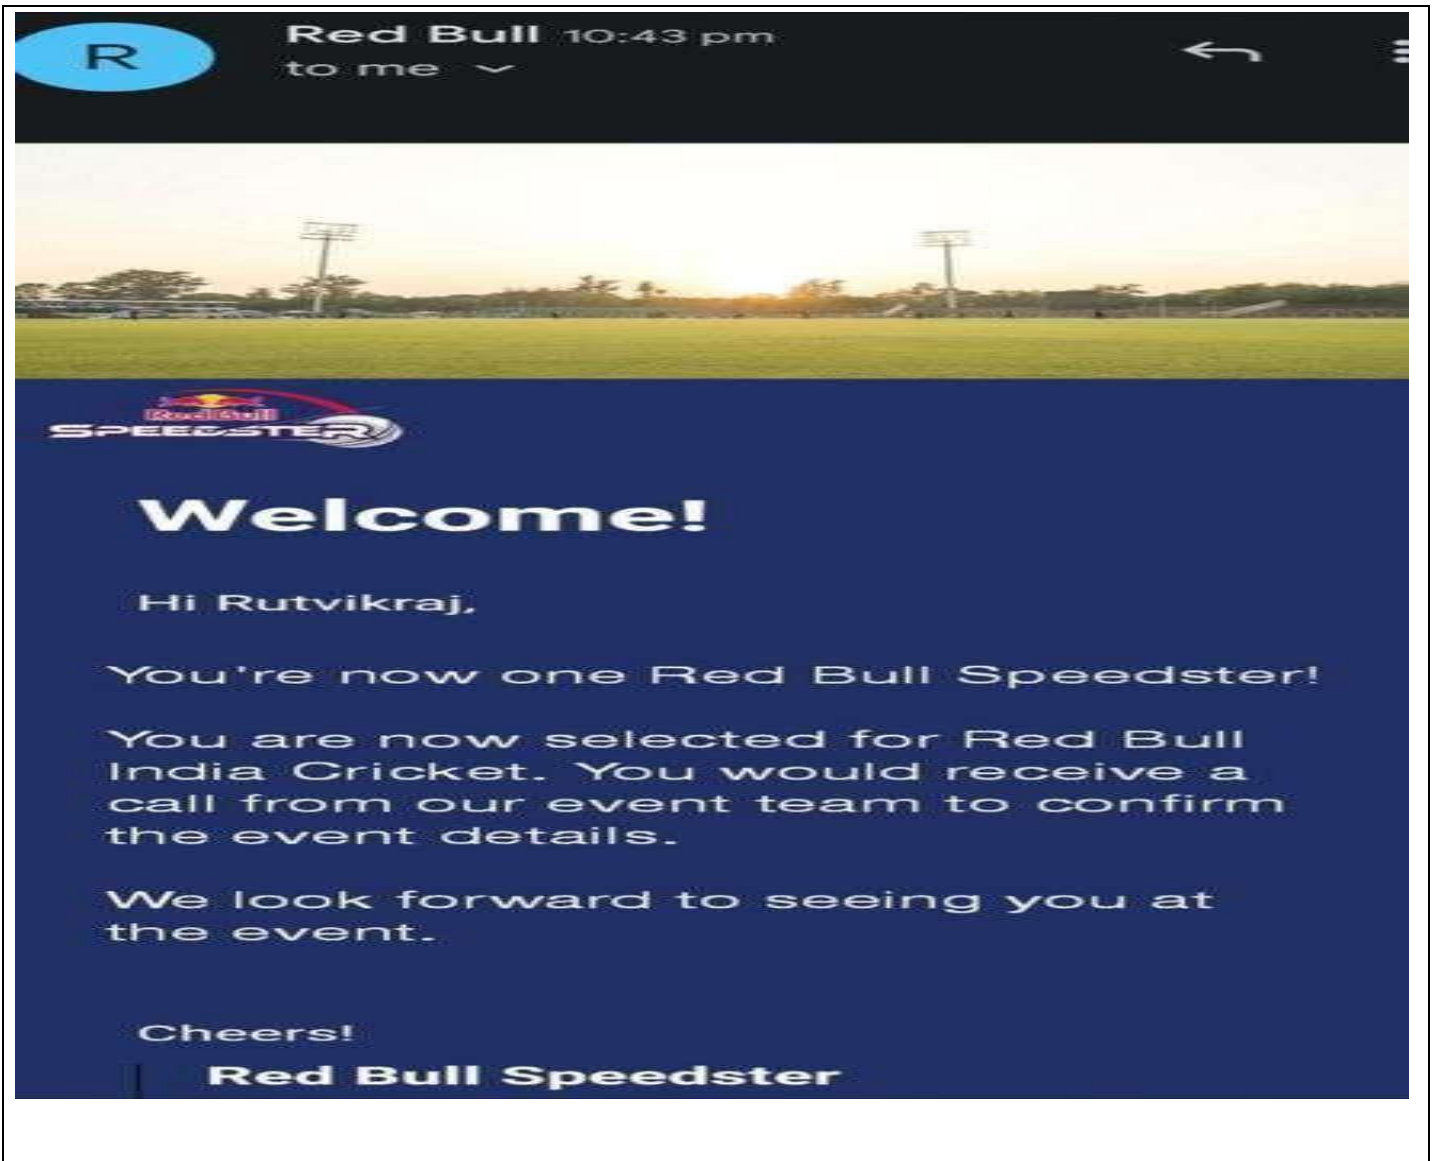 R
Red Bull 10:43 pm
to me
Red Bull
SPEEDSTER
Welcome!
Hi Rutvikraj,
You're now one Red Bull Speedster!
You are now selected for Red Bull
India Cricket. You would receive a
call from our event team to confirm
the event details.
We look forward to seeing you at
the event.
Cheers!
Red Bull Speedster